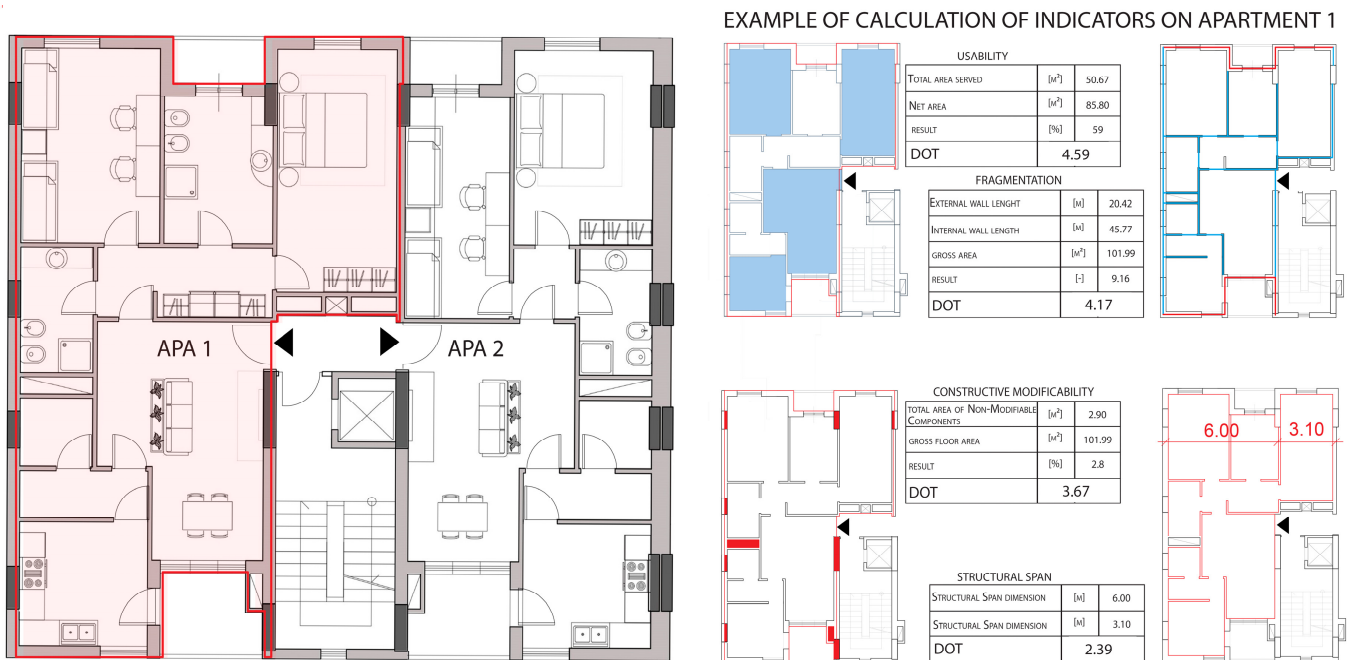 EXAMPLE OF CALCULATION OF INDICATORS ON APARTMENT 1
APA 1
APA 2
USABILITY
TOTAL AREA SERVED [M²] 50.67
NET AREA [M²] 85.80
RESULT [%] 59
DOT 4.59
FRAGMENTATION
EXTERNAL WALL LENGHT [M] 20.42
INTERNAL WALL LENGTH [M] 45.77
GROSS AREA [M²] 101.99
RESULT [-] 9.16
DOT 4.17
CONSTRUCTIVE MODIFICABILITY
TOTAL AREA OF NON-MODIFIABLE
COMPONENTS [M²] 2.90
GROSS FLOOR AREA [M²] 101.99
RESULT [%] 2.8
DOT 3.67
6.00 3.10
STRUCTURAL SPAN
STRUCTURAL SPAN DIMENSION [M] 6.00
STRUCTURAL SPAN DIMENSION [M] 3.10
DOT 2.39